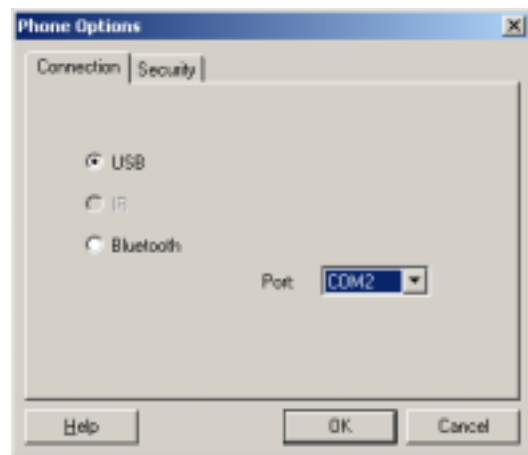 Phone Options
Connection Security
USB
IR
Bluetooth
Port COM2
Help OK Cancel